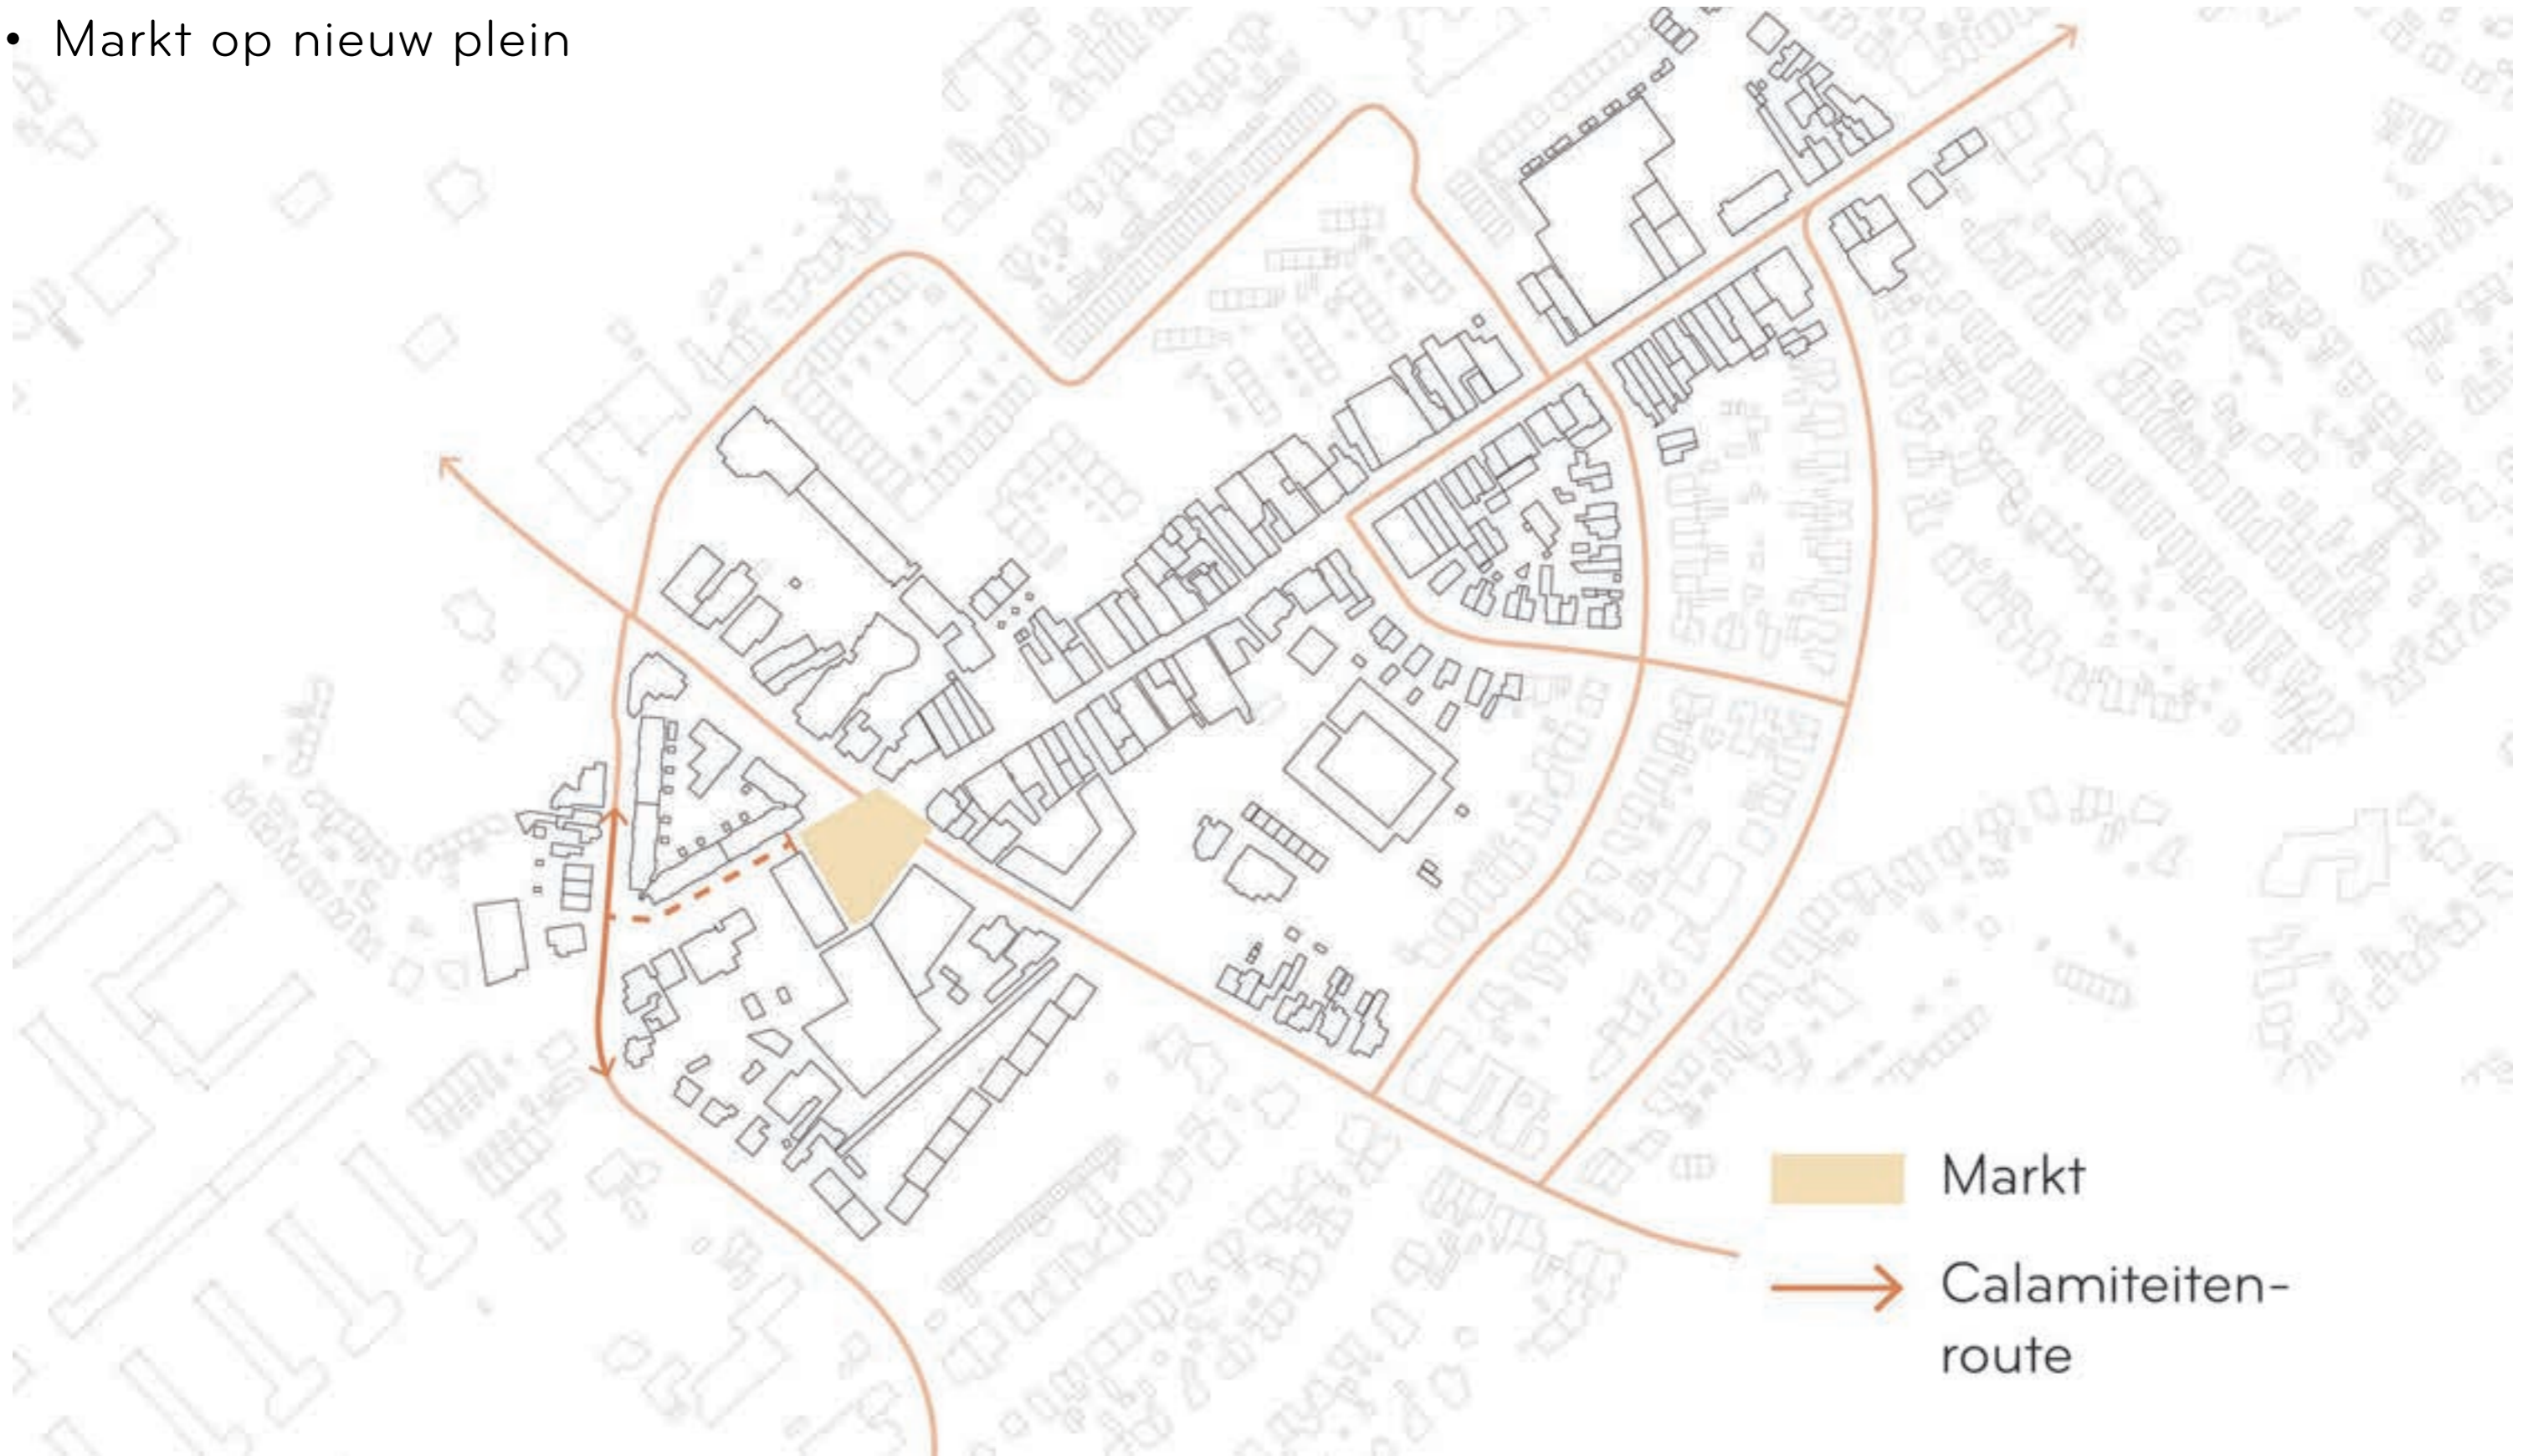 • Markt op nieuw plein
Markt
Calamiteiten-
route